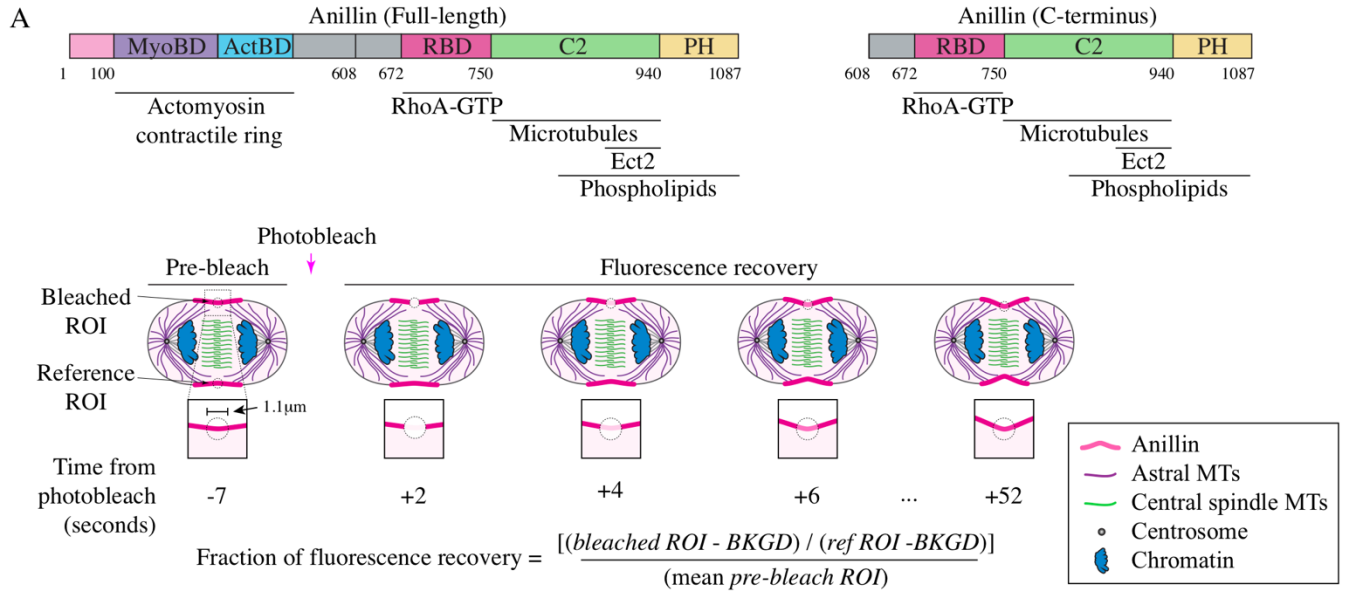 A
Anillin (Full-length)
MyoBD ActBD RBD C2 PH
1 100 608 672 750 940 1087
Actomyosin
contractile ring
RhoA-GTP
Microtubules
Ect2
Phospholipids
Anillin (C-terminus)
RBD C2 PH
608 672 750 940 1087
RhoA-GTP
Microtubules
Ect2
Phospholipids
Photobleach
Pre-bleach
Fluorescence recovery
Bleached
ROI
Reference
ROI
1.1μm
Time from
photobleach
(seconds)
-7 +2 +4 +6 ... +52
Fraction of fluorescence recovery = [(bleached ROI - BKGD) / (ref ROI -BKGD)]
(mean pre-bleach ROI)
Anillin
Astral MTs
Central spindle MTs
Centrosome
Chromatin